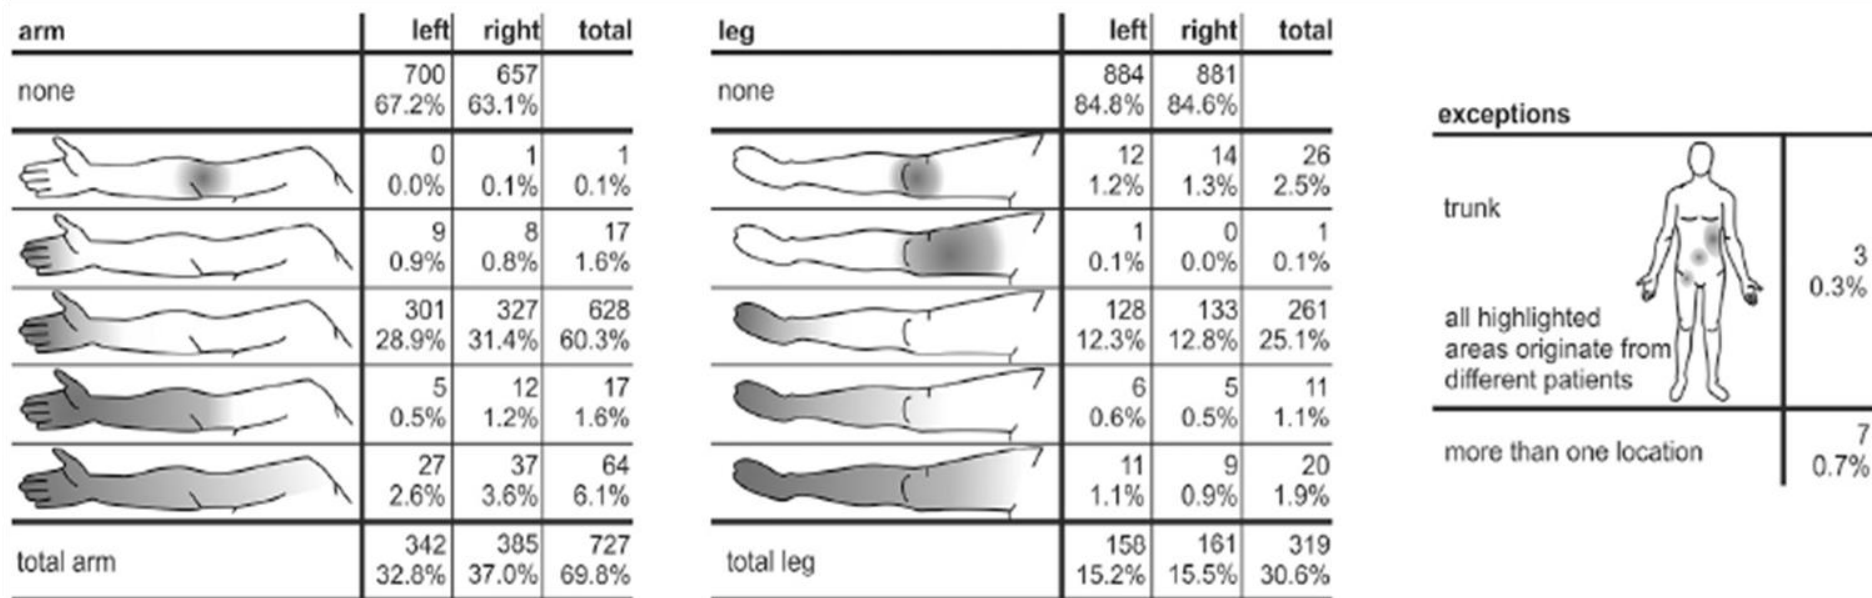 arm left right total
none 700 657
67.2% 63.1%
0 1 1
0.0% 0.1% 0.1%
9 8 17
0.9% 0.8% 1.6%
301 327 628
28.9% 31.4% 60.3%
5 12 17
0.5% 1.2% 1.6%
27 37 64
2.6% 3.6% 6.1%
total arm 342 385 727
32.8% 37.0% 69.8%
leg left right total
none 884 881
84.8% 84.6%
12 14 26
1.2% 1.3% 2.5%
1 0 1
0.1% 0.0% 0.1%
128 133 261
12.3% 12.8% 25.1%
6 5 11
0.6% 0.5% 1.1%
11 9 20
1.1% 0.9% 1.9%
total leg 158 161 319
15.2% 15.5% 30.6%
exceptions
trunk
3
0.3%
all highlighted
areas originate from
different patients
more than one location 7
0.7%